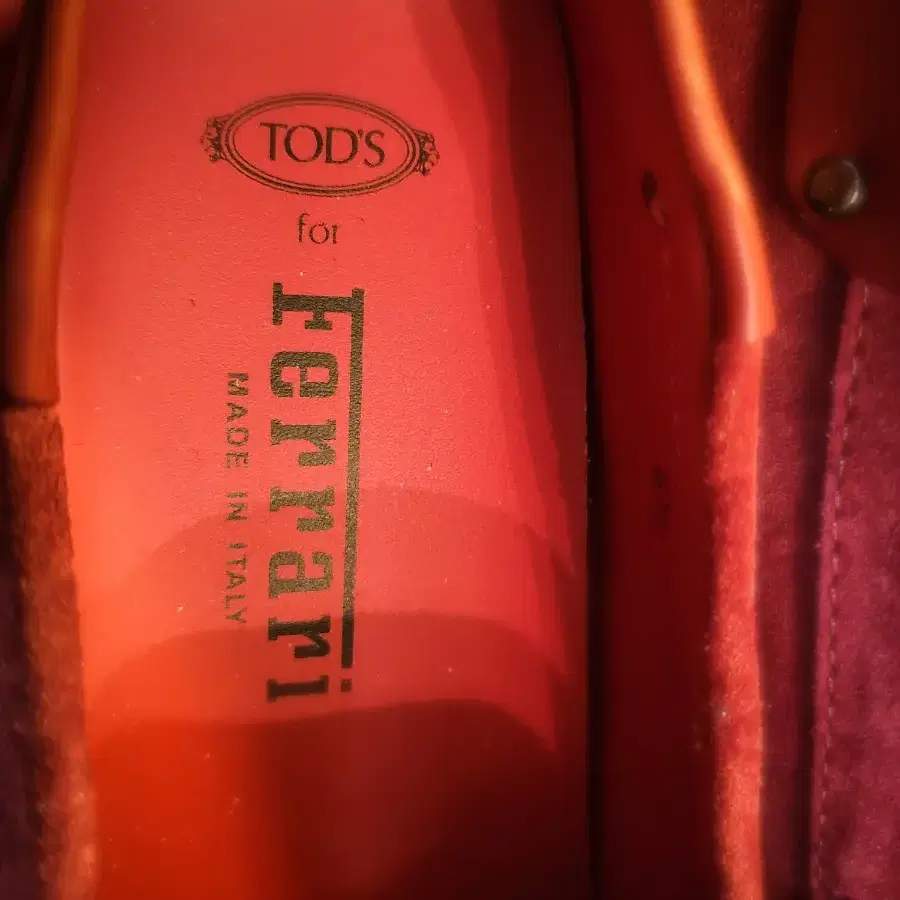 TOD'S
for
Ferrari
MADE IN ITALY